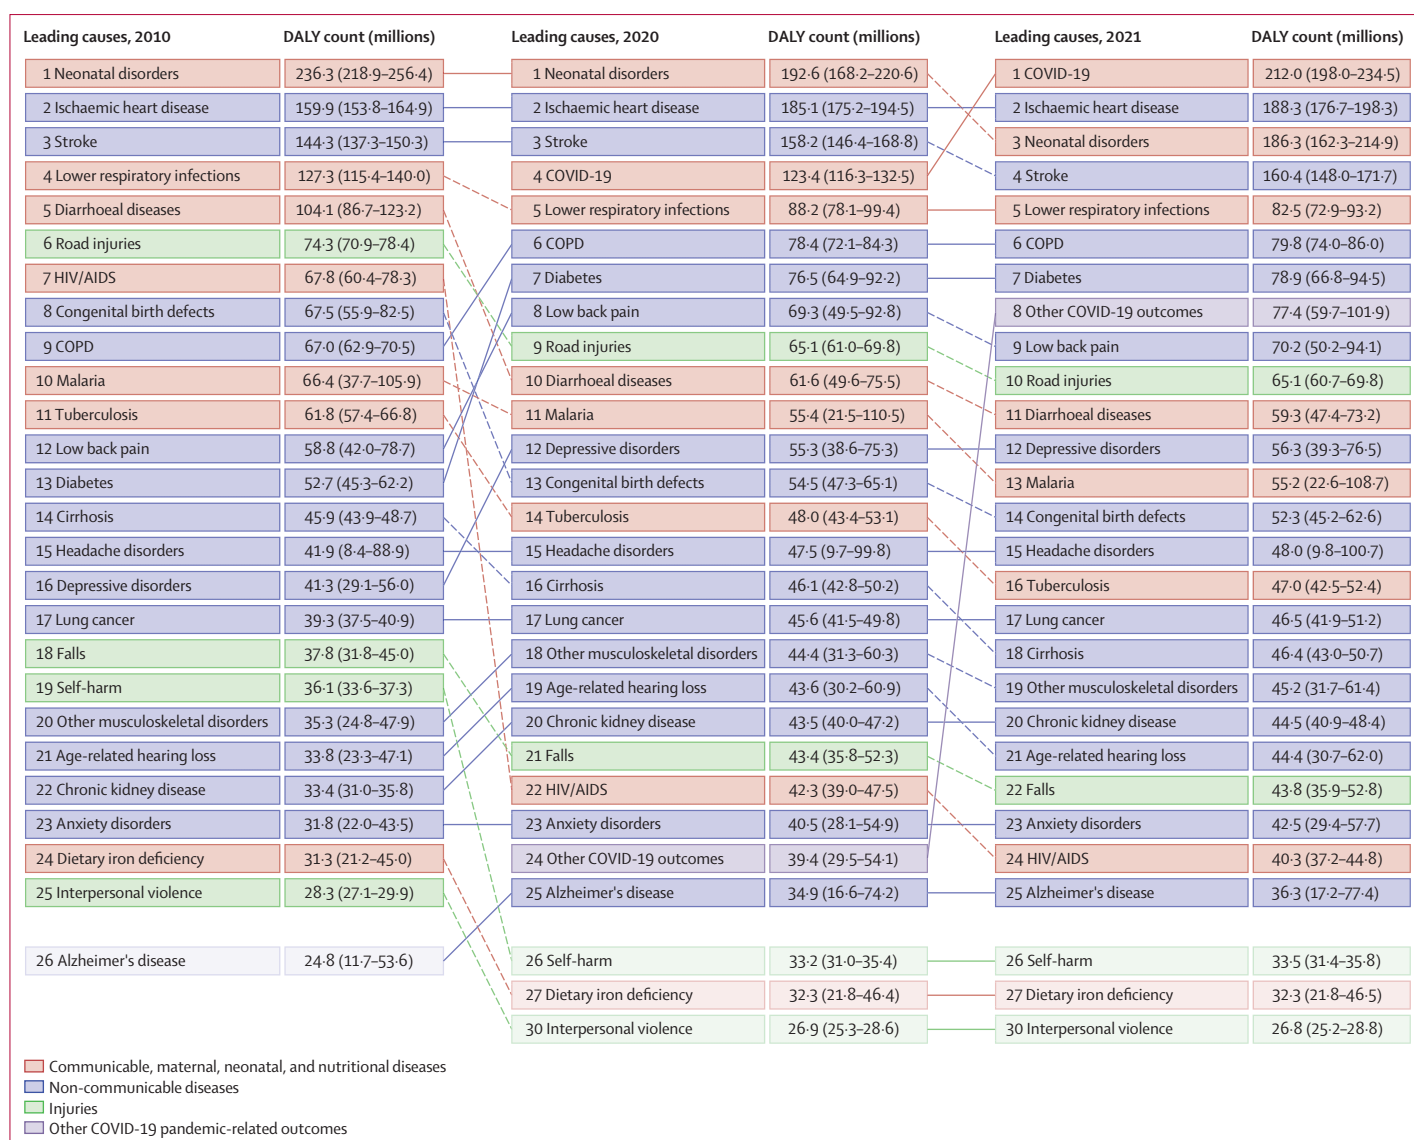 Leading causes, 2010 DALY count (millions) Leading causes, 2020 DALY count (millions) Leading causes, 2021 DALY count (millions)
1 Neonatal disorders 236·3 (218·9–256·4) 1 Neonatal disorders 192·6 (168·2–220·6) 1 COVID-19 212·0 (198·0–234·5)
2 Ischaemic heart disease 159·9 (153·8–164·9) 2 Ischaemic heart disease 185·1 (175·2–194·5) 2 Ischaemic heart disease 188·3 (176·7–198·3)
3 Stroke 144·3 (137·3–150·3) 3 Stroke 158·2 (146·4–168·8) 3 Neonatal disorders 186·3 (162·3–214·9)
4 Lower respiratory infections 127·3 (115·4–140·0) 4 COVID-19 123·4 (116·3–132·5) 4 Stroke 160·4 (148·0–171·7)
5 Diarrhoeal diseases 104·1 (86·7–123·2) 5 Lower respiratory infections 88·2 (78·1–99·4) 5 Lower respiratory infections 82·5 (72·9–93·2)
6 Road injuries 74·3 (70·9–78·4) 6 COPD 78·4 (72·1–84·3) 6 COPD 79·8 (74·0–86·0)
7 HIV/AIDS 67·8 (60·4–78·3) 7 Diabetes 76·5 (64·9–92·2) 7 Diabetes 78·9 (66·8–94·5)
8 Congenital birth defects 67·5 (55·9–82·5) 8 Low back pain 69·3 (49·5–92·8) 8 Other COVID-19 outcomes 77·4 (59·7–101·9)
9 COPD 67·0 (62·9–70·5) 9 Road injuries 65·1 (61·0–69·8) 9 Low back pain 70·2 (50·2–94·1)
10 Malaria 66·4 (37·7–105·9) 10 Diarrhoeal diseases 61·6 (49·6–75·5) 10 Road injuries 65·1 (60·7–69·8)
11 Tuberculosis 61·8 (57·4–66·8) 11 Malaria 55·4 (21·5–110·5) 11 Diarrhoeal diseases 59·3 (47·4–73·2)
12 Low back pain 58·8 (42·0–78·7) 12 Depressive disorders 55·3 (38·6–75·3) 12 Depressive disorders 56·3 (39·3–76·5)
13 Diabetes 52·7 (45·3–62·2) 13 Congenital birth defects 54·5 (47·3–65·1) 13 Malaria 55·2 (22·6–108·7)
14 Cirrhosis 45·9 (43·9–48·7) 14 Tuberculosis 48·0 (43·4–53·1) 14 Congenital birth defects 52·3 (45·2–62·6)
15 Headache disorders 41·9 (8·4–88·9) 15 Headache disorders 47·5 (9·7–99·8) 15 Headache disorders 48·0 (9·8–100·7)
16 Depressive disorders 41·3 (29·1–56·0) 16 Cirrhosis 46·1 (42·8–50·2) 16 Tuberculosis 47·0 (42·5–52·4)
17 Lung cancer 39·3 (37·5–40·9) 17 Lung cancer 45·6 (41·5–49·8) 17 Lung cancer 46·5 (41·9–51·2)
18 Falls 37·8 (31·8–45·0) 18 Other musculoskeletal disorders 44·4 (31·3–60·3) 18 Cirrhosis 46·4 (43·0–50·7)
19 Self-harm 36·1 (33·6–37·3) 19 Age-related hearing loss 43·6 (30·2–60·9) 19 Other musculoskeletal disorders 45·2 (31·7–61·4)
20 Other musculoskeletal disorders 35·3 (24·8–47·9) 20 Chronic kidney disease 43·5 (40·0–47·2) 20 Chronic kidney disease 44·5 (40·9–48·4)
21 Age-related hearing loss 33·8 (23·3–47·1) 21 Falls 43·4 (35·8–52·3) 21 Age-related hearing loss 44·4 (30·7–62·0)
22 Chronic kidney disease 33·4 (31·0–35·8) 22 HIV/AIDS 42·3 (39·0–47·5) 22 Falls 43·8 (35·9–52·8)
23 Anxiety disorders 31·8 (22·0–43·5) 23 Anxiety disorders 40·5 (28·1–54·9) 23 Anxiety disorders 42·5 (29·4–57·7)
24 Dietary iron deficiency 31·3 (21·2–45·0) 24 Other COVID-19 outcomes 39·4 (29·5–54·1) 24 HIV/AIDS 40·3 (37·2–44·8)
25 Interpersonal violence 28·3 (27·1–29·9) 25 Alzheimer's disease 34·9 (16·6–74·2) 25 Alzheimer's disease 36·3 (17·2–77·4)
26 Alzheimer's disease 24·8 (11·7–53·6) 26 Self-harm 33·2 (31·0–35·4) 26 Self-harm 33·5 (31·4–35·8)
27 Dietary iron deficiency 32·3 (21·8–46·4) 27 Dietary iron deficiency 32·3 (21·8–46·5)
30 Interpersonal violence 26·9 (25·3–28·6) 30 Interpersonal violence 26·8 (25·2–28·8)
Communicable, maternal, neonatal, and nutritional diseases
Non-communicable diseases
Injuries
Other COVID-19 pandemic-related outcomes